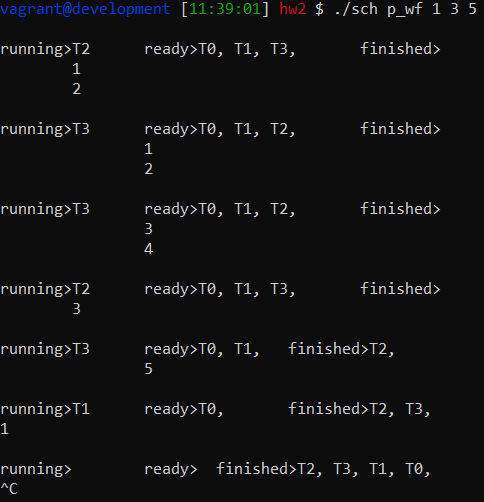 vagrant@development [11:39:01] hw2 $ ./sch p_wf 1 3 5
running>T2 ready>T0, T1, T3, finished>
1
2
running>T3 ready>T0, T1, T2, finished>
1
2
running>T3 ready>T0, T1, T2, finished>
3
4
running>T2 ready>T0, T1, T3, finished>
3
running>T3 ready>T0, T1, finished>T2,
5
running>T1 ready>T0, finished>T2, T3,
1
running> ready> finished>T2, T3, T1, T0,
^C